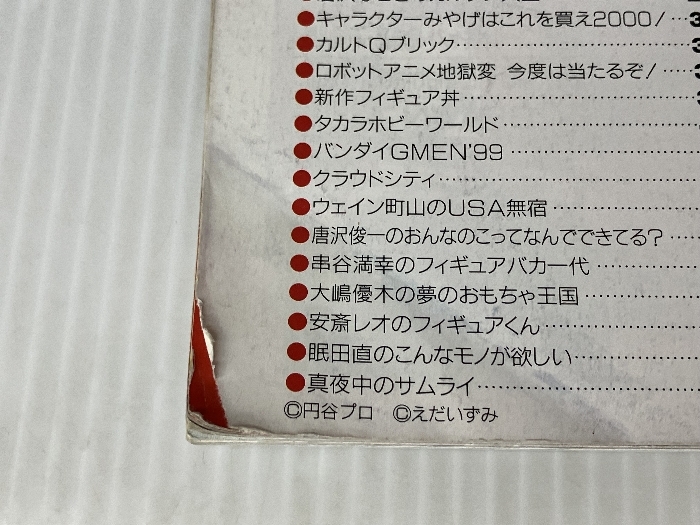 ●キャラクターみやげはこれを買え2000!…3
●カルトQブリック……………3
●ロボットアニメ地獄変 今度は当たるぞ!……3
●新作フィギュア丼……………
●タカラホビーワールド……………
●バンダイGMEN'99……………
●クラウドシティ……………
●ウェイン町山のUSA無宿……………
●唐沢俊一のおんなのこってなんでできてる?……
●串谷満幸のフィギュアバカ一代……………
●大嶋優木の夢のおもちゃ王国……………
●安斎レオのフィギュアくん……………
●眠田直のこんなモノが欲しい……………
●真夜中のサムライ……………
©円谷プロ ©えだいずみ